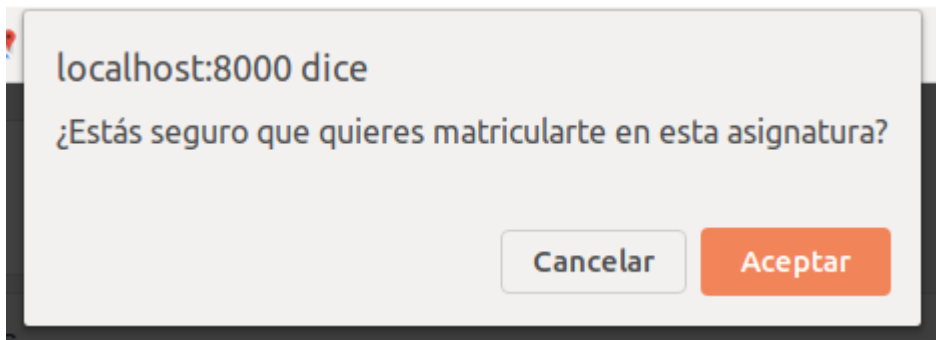 localhost:8000 dice
¿Estás seguro que quieres matricularte en esta asignatura?
Cancelar Aceptar